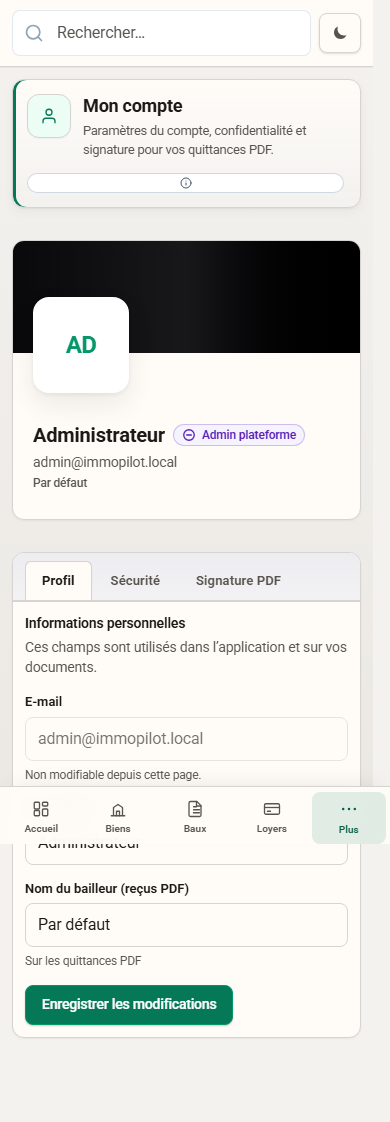 Rechercher...
Mon compte
Paramètres du compte, confidentialité et
signature pour vos quittances PDF.
AD
Administrateur
Admin plateforme
admin@immopilot.local
Par défaut
Profil
Sécurité
Signature PDF
Informations personnelles
Ces champs sont utilisés dans l’application et sur vos
documents.
E-mail
admin@immopilot.local
Non modifiable depuis cette page.
Accueil
Biens
Baux
Loyers
Plus
Administrateur
Nom du bailleur (reçus PDF)
Par défaut
Sur les quittances PDF
Enregistrer les modifications